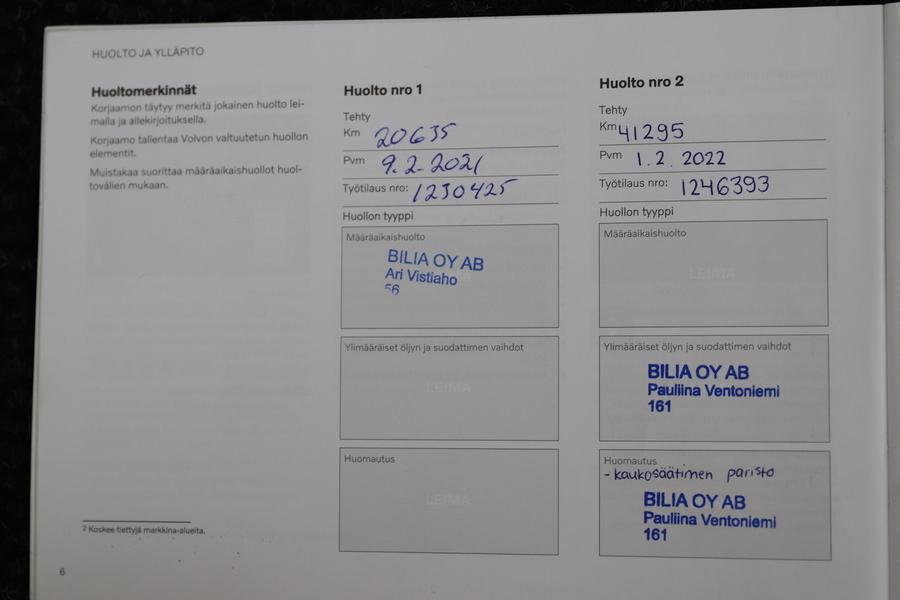 HUOLTO JA YLLÄPITO
Huoltomerkinnät
Korjaamon täytyy merkitä jokainen huolto lei-
malla ja allekirjoituksella.
Korjaamo tallentaa Volvon valtuutetun huollon
elementit.
Muistakaa suorittaa määräaikaishuollot huol-
tovälien mukaan.
2 Koskee tiettyjä markkina-alueita.
6
Huolto nro 1
Tehty
Km 20635
Pvm 9.2.2021
Työtilaus nro: 1230425
Huollon tyyppi
Määräaikaishuolto
BILIA OY AB
Ari Vistiaho
56
Ylimääräiset öljyn ja suodattimen vaihdot
LEIMA
Huomautus
LEIMA
Huolto nro 2
Tehty
Km 41295
Pvm 1.2.2022
Työtilaus nro: 1246393
Huollon tyyppi
Määräaikaishuolto
LEIMA
Ylimääräiset öljyn ja suodattimen vaihdot
BILIA OY AB
Pauliina Ventoniemi
161
Huomautus
- kaukosäätimen paristo
BILIA OY AB
Pauliina Ventoniemi
161